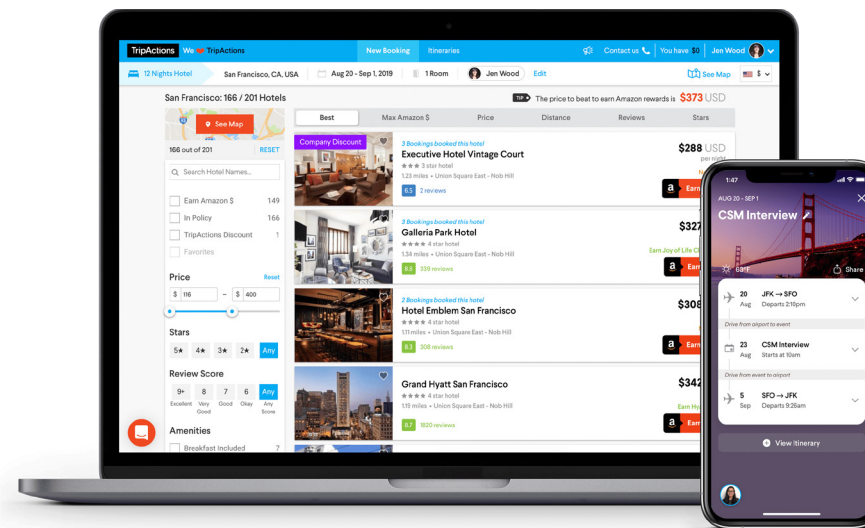 TripActions We TripActions
New Booking
Itineraries
Contact us
You have $0
Jen Wood
12 Nights Hotel
San Francisco, CA, USA
Aug 20 - Sep 1, 2019
1 Room
Jen Wood
Edit
See Map
$
San Francisco: 166 / 201 Hotels
TIP
The price to beat to earn Amazon rewards is $373 USD
See Map
166 out of 201
RESET
Search Hotel Names...
Earn Amazon $ 149
In Policy 166
TripActions Discount 1
Favorites
Price
Reset
$ 116 – $ 400
Stars
5★ 4★ 3★ 2★ Any
Review Score
9+ 8 7 6 Any
Excellent Very Good Good Okay Any Score
Amenities
Breakfast Included 7
Best
Max Amazon $
Price
Distance
Reviews
Stars
Company Discount
3 Bookings booked this hotel
Executive Hotel Vintage Court
★★★ 3 star hotel
1.23 miles • Union Square East - Nob Hill
6.5 2 reviews
$288 USD
per night
a Earn
3 Bookings booked this hotel
Galleria Park Hotel
★★★★ 4 star hotel
1.34 miles • Union Square East - Nob Hill
8.8 539 reviews
$327
Earn Joy of Life
a Earn
2 Bookings booked this hotel
Hotel Emblem San Francisco
★★★★ 4 star hotel
1.11 miles • Union Square East - Nob Hill
8.3 308 reviews
$308
a Earn
Grand Hyatt San Francisco
★★★★ 4 star hotel
1.15 miles • Union Square East - Nob Hill
8.7 1820 reviews
$342
Earn Hy
a Earn
1:47
AUG 20 - SEP 1
CSM Interview
63°F
Share
20 Aug
JFK → SFO
Departs 2:10pm
Drive from airport to event
23 Aug
CSM Interview
Starts at 10am
Drive from event to airport
5 Sep
SFO → JFK
Departs 9:26am
View Itinerary